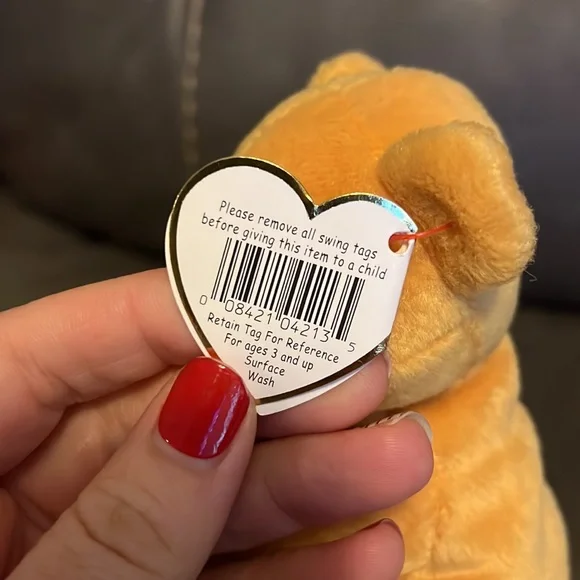 Please remove all swing tags
before giving this item to a child
0 08421 04213 5
Retain Tag For Reference
For ages 3 and up
Surface
Wash